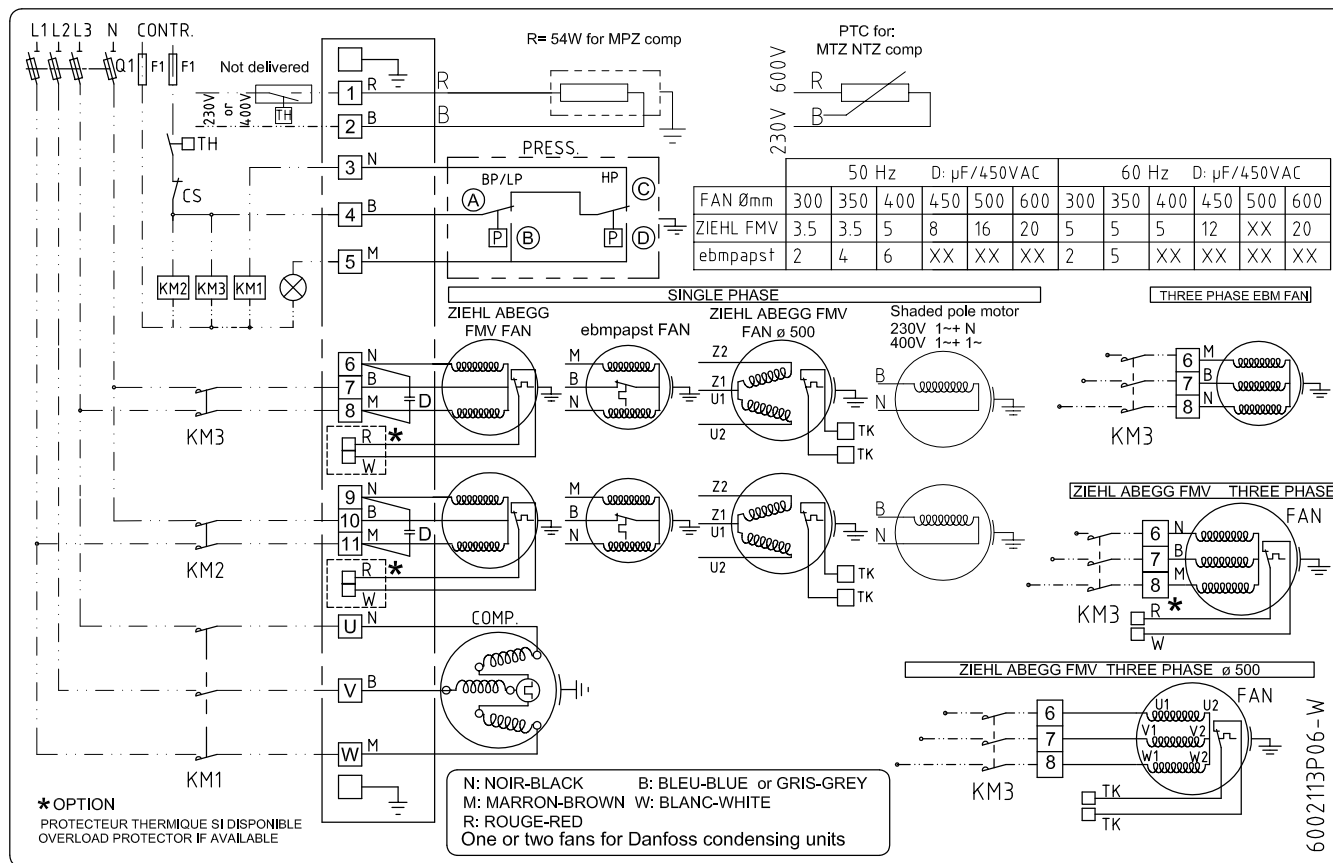 L1 L2 L3 N CONTR.
Q1 F1 F1
Not delivered
230V or 400V
TH
TH
CS
KM2 KM3 KM1
1 R R
2 B B
3 N
4 B
5 M
R= 54W for MPZ comp
PTC for:
MTZ NTZ comp
600V
230V
R
B
PRESS.
BP/LP HP
A C
P B P D
50 Hz D: µF/450VAC 60 Hz D: µF/450VAC
FAN Ømm 300 350 400 450 500 600 300 350 400 450 500 600
ZIEHL FMV 3.5 3.5 5 8 16 20 5 5 5 12 XX 20
ebmpapst 2 4 6 XX XX XX 2 5 XX XX XX XX
SINGLE PHASE
ZIEHL ABEGG
FMV FAN
ebmpapst FAN
ZIEHL ABEGG FMV
FAN ø 500
Shaded pole motor
230V 1~+ N
400V 1~+ 1~
THREE PHASE EBM FAN
6 N
7 B
8 M
D
KM3
R *
W
M
B
N
Z2
Z1
U1
U2
TK
TK
B
N
6 M
7 B
8 N
KM3
9 N
10 B
11 M
D
KM2
R *
W
M
B
N
Z2
Z1
U1
U2
TK
TK
B
N
ZIEHL ABEGG FMV THREE PHASE
FAN
6 N
7 B
8 M
KM3
R *
W
U N
V B
W M
KM1
COMP.
ZIEHL ABEGG FMV THREE PHASE ø 500
FAN
6 U1 U2
7 V1 V2
8 W1 W2
KM3
TK
TK
* OPTION
PROTECTEUR THERMIQUE SI DISPONIBLE
OVERLOAD PROTECTOR IF AVAILABLE
N: NOIR-BLACK B: BLEU-BLUE or GRIS-GREY
M: MARRON-BROWN W: BLANC-WHITE
R: ROUGE-RED
One or two fans for Danfoss condensing units
6002113P06-W